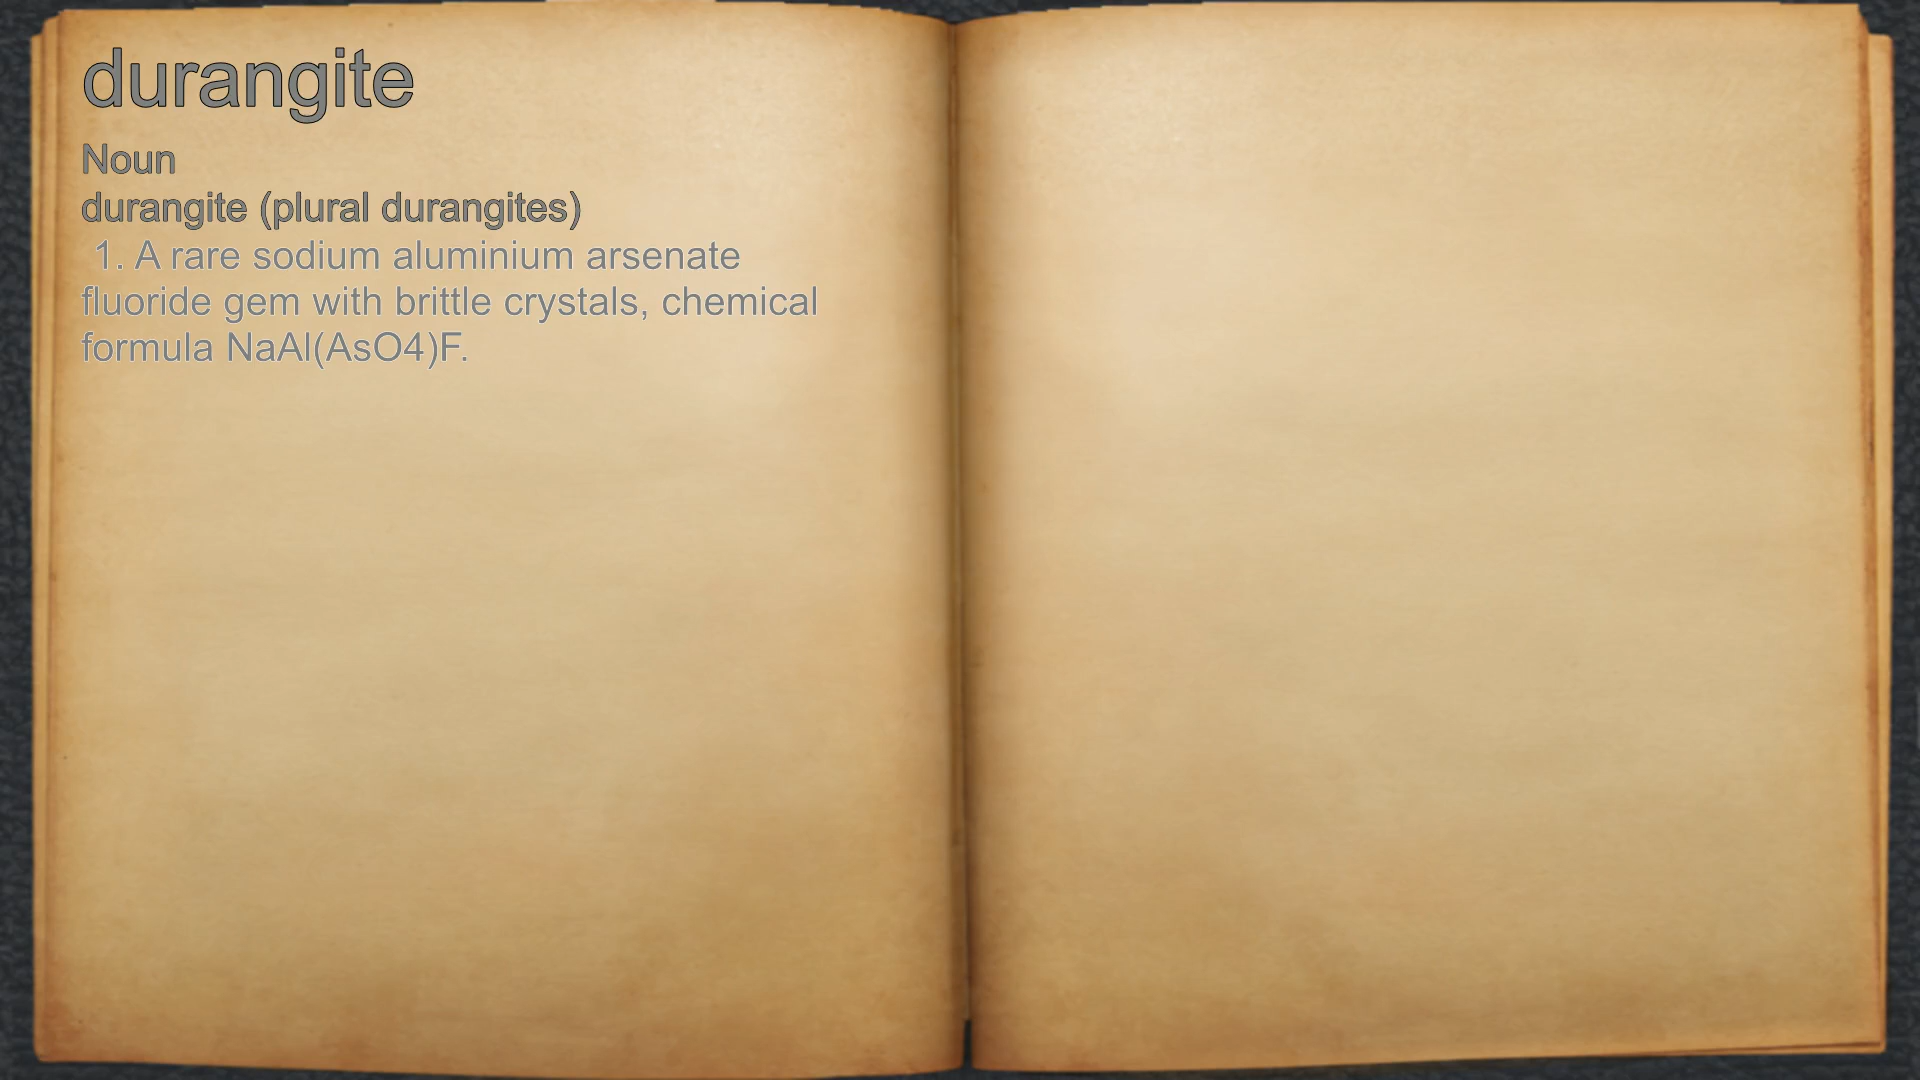 durangite
Noun
durangite (plural durangites)
1. A rare sodium aluminium arsenate
fluoride gem with brittle crystals, chemical
formula NaAl(AsO4)F.